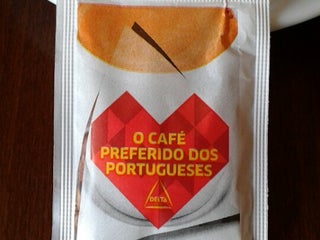 O CAFÉ
PREFERIDO DOS
PORTUGUESES
DELTA